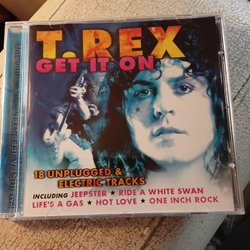 T.REX
GET IT ON
18 UNPLUGGED &
ELECTRIC TRACKS
INCLUDING JEEPSTER ★ RIDE A WHITE SWAN
LIFE'S A GAS ★ HOT LOVE ★ ONE INCH ROCK